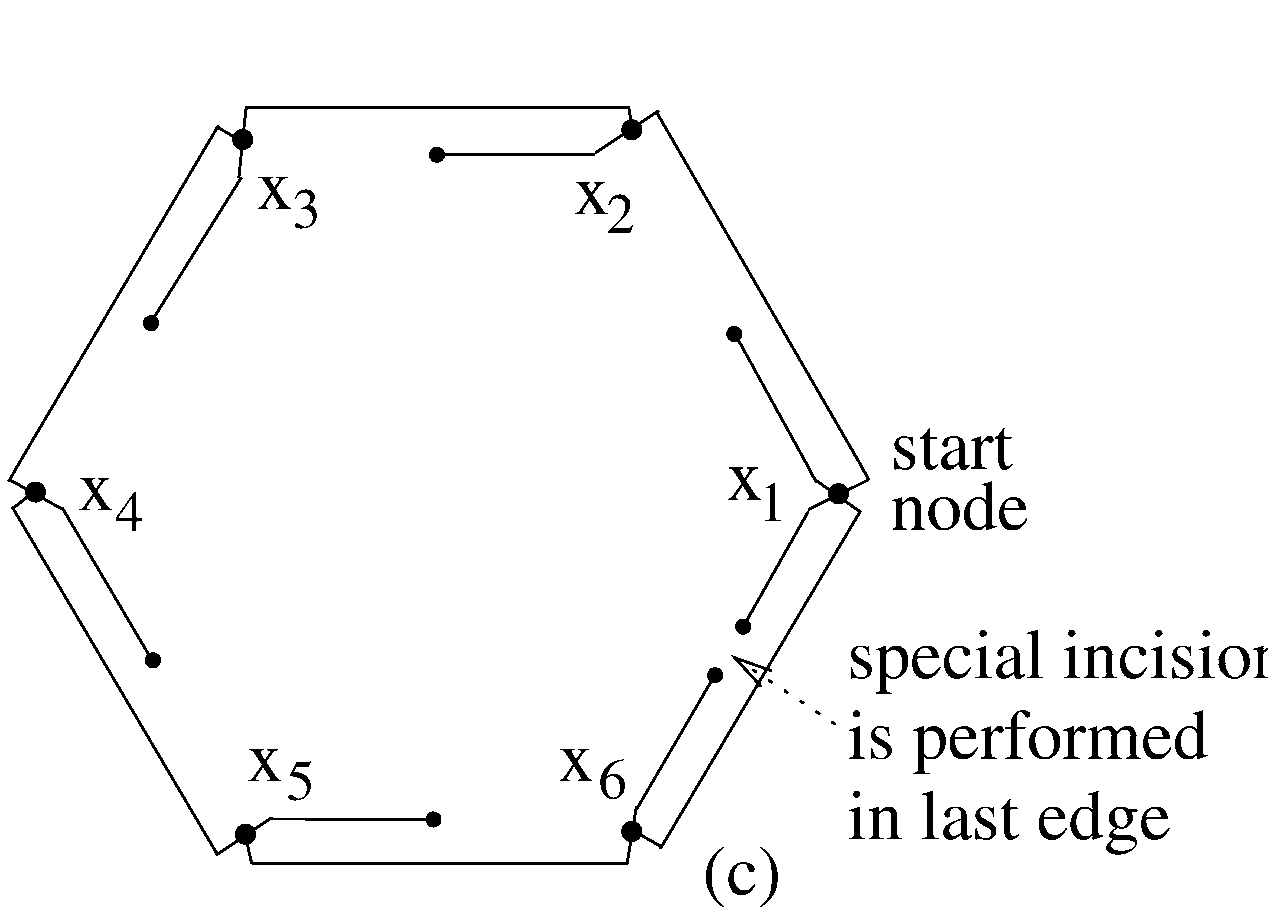 x3
x2
start
x1
node
x4
special incision
is performed
x5
x6
in last edge
(c)